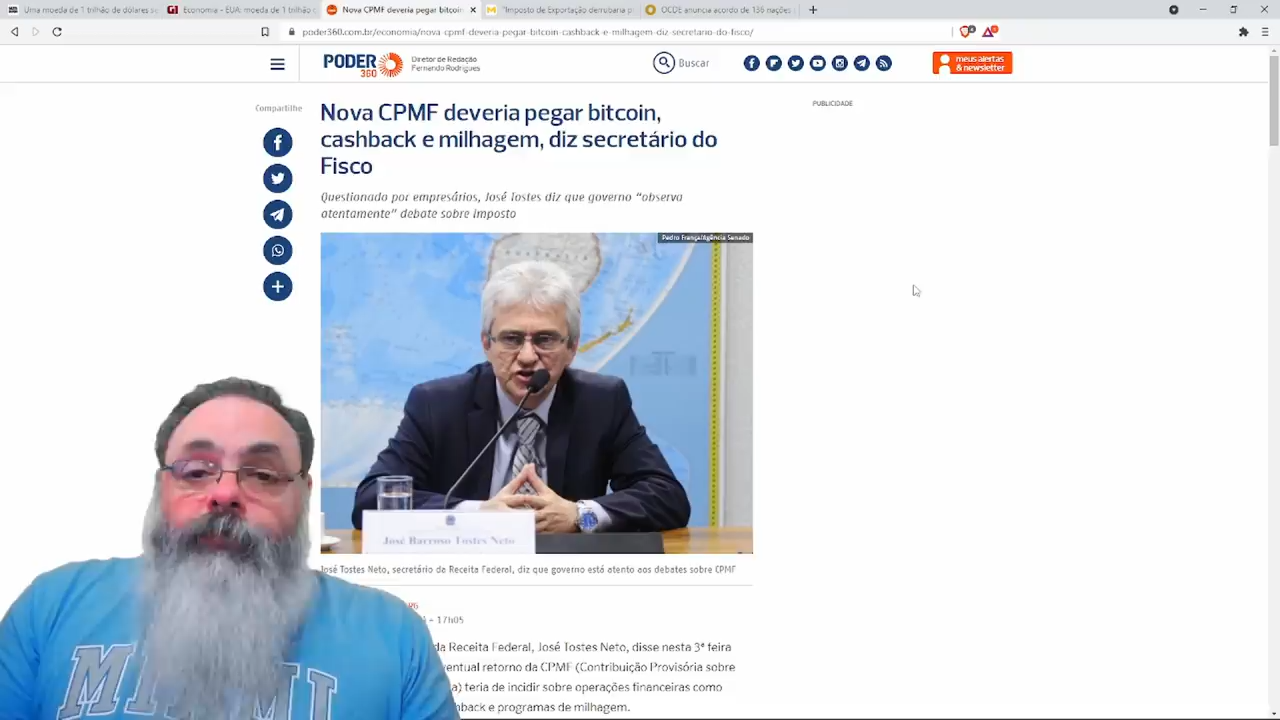 Uma moeda de 1 trilhão de dólares s
Economia - EUA: moeda de 1 trilhão
Nova CPMF deveria pegar bitcoin
"Imposto de Exportação derrubaria p
OCDE anuncia acordo de 136 nações
poder360.com.br/economia/nova-cpmf-deveria-pegar-bitcoin-cashback-e-milhagem-diz-secretario-do-fisco/
PODER
360
Diretor de Redação
Fernando Rodrigues
Buscar
meus alertas
& newsletter
Compartilhe
PUBLICIDADE
Nova CPMF deveria pegar bitcoin,
cashback e milhagem, diz secretário do
Fisco
Questionado por empresários, José Tostes diz que governo “observa
atentamente” debate sobre imposto
Pedro França/Agência Senado
José Barroso Tostes Neto
José Tostes Neto, secretário da Receita Federal, diz que governo está atento aos debates sobre CPMF
17h05
da Receita Federal, José Tostes Neto, disse nesta 3ª feira
ventual retorno da CPMF (Contribuição Provisória sobre
a) teria de incidir sobre operações financeiras como
hback e programas de milhagem.
MIAMI